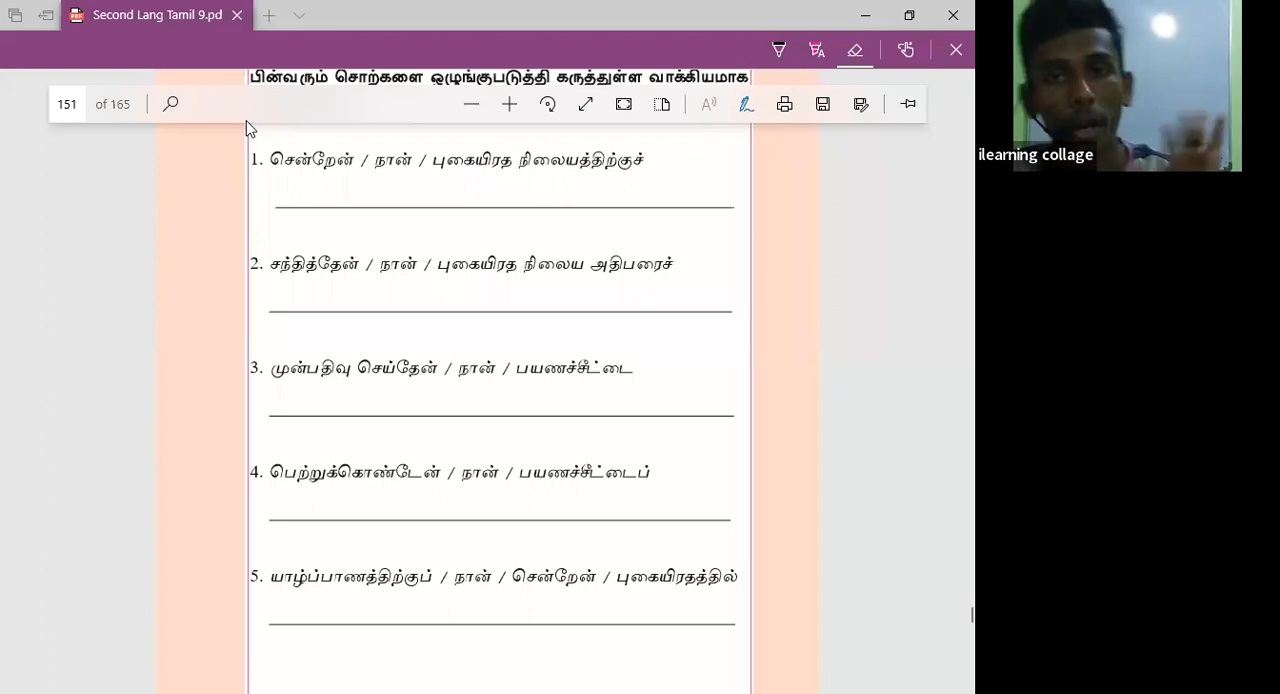 Second Lang Tamil 9.pd
பின்வரும் சொற்களை ஒழுங்குபடுத்தி கருத்துள்ள வாக்கியமாக
151 of 165
1. சென்றேன் / நான் / புகையிரத நிலையத்திற்குச்
ilearning collage
2. சந்தித்தேன் / நான் / புகையிரத நிலைய அதிபரைச்
3. முன்பதிவு செய்தேன் / நான் / பயணச்சீட்டை
4. பெற்றுக்கொண்டேன் / நான் / பயணச்சீட்டைப்
5. யாழ்ப்பாணத்திற்குப் / நான் / சென்றேன் / புகையிரதத்தில்